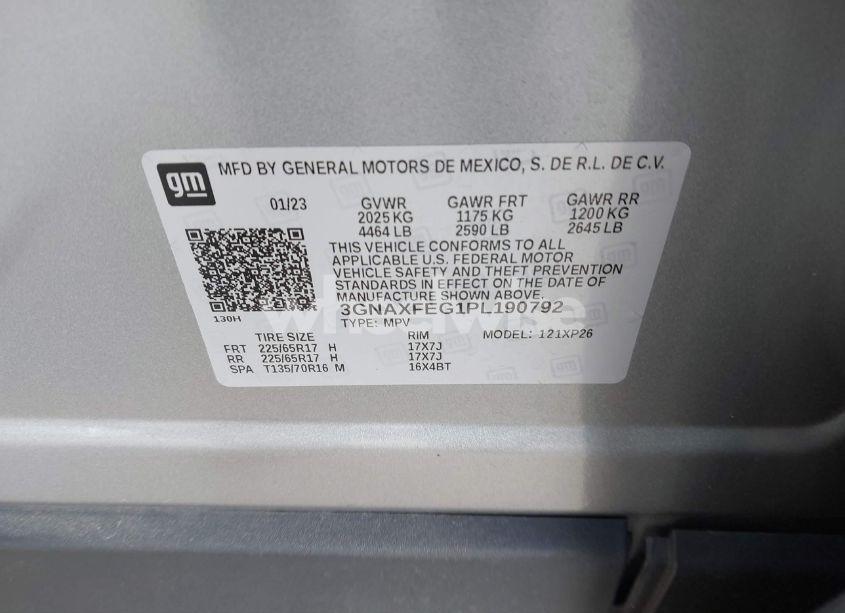 gm MFD BY GENERAL MOTORS DE MEXICO, S. DE R.L. DE C.V.
01/23 GVWR GAWR FRT GAWR RR
2025 KG 1175 KG 1200 KG
4464 LB 2590 LB 2645 LB
THIS VEHICLE CONFORMS TO ALL
APPLICABLE U.S. FEDERAL MOTOR
VEHICLE SAFETY AND THEFT PREVENTION
STANDARDS IN EFFECT ON THE DATE OF
MANUFACTURE SHOWN ABOVE.
3GNAXFEG1PL190792
130H
TYPE: MPV MODEL: 121XP26
TIRE SIZE RIM
FRT 225/65R17 H 17X7J
RR 225/65R17 H 17X7J
SPA T135/70R16 M 16X4BT